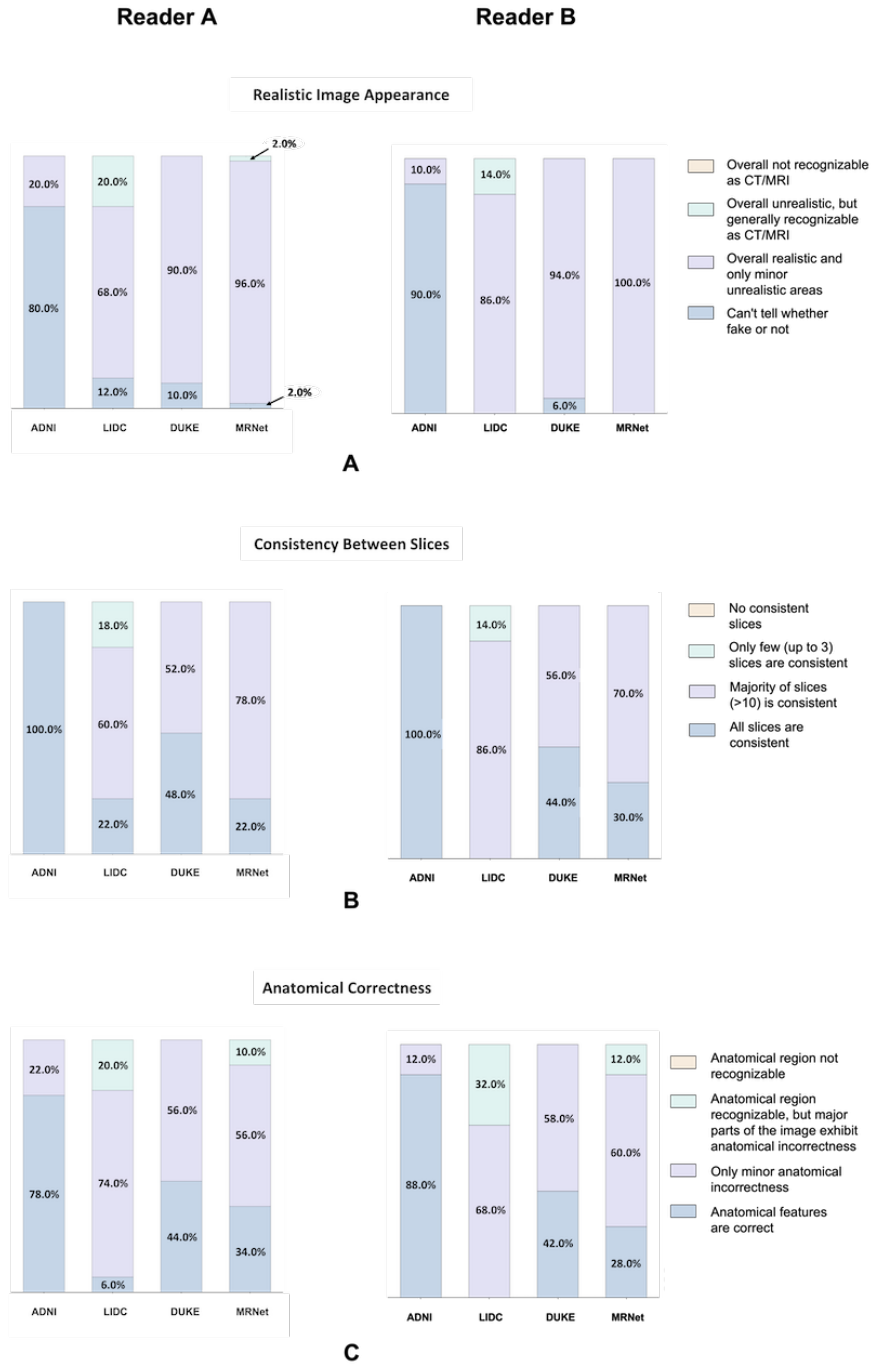 Reader A
Reader B
Realistic Image Appearance
2.0%
20.0%
20.0%
90.0%
68.0%
96.0%
80.0%
12.0%
10.0%
2.0%
ADNI
LIDC
DUKE
MRNet
10.0%
14.0%
94.0%
100.0%
90.0%
86.0%
6.0%
ADNI
LIDC
DUKE
MRNet
Overall not recognizable
as CT/MRI
Overall unrealistic, but
generally recognizable
as CT/MRI
Overall realistic and
only minor
unrealistic areas
Can't tell whether
fake or not
A
Consistency Between Slices
18.0%
52.0%
78.0%
100.0%
60.0%
48.0%
22.0%
22.0%
ADNI
LIDC
DUKE
MRNet
14.0%
56.0%
70.0%
100.0%
86.0%
44.0%
30.0%
ADNI
LIDC
DUKE
MRNet
No consistent
slices
Only few (up to 3)
slices are consistent
Majority of slices
(>10) is consistent
All slices are
consistent
B
Anatomical Correctness
22.0%
20.0%
10.0%
56.0%
56.0%
78.0%
74.0%
44.0%
34.0%
6.0%
ADNI
LIDC
DUKE
MRNet
12.0%
32.0%
12.0%
58.0%
60.0%
88.0%
68.0%
42.0%
28.0%
ADNI
LIDC
DUKE
MRNet
Anatomical region not
recognizable
Anatomical region
recognizable, but major
parts of the image exhibit
anatomical incorrectness
Only minor anatomical
incorrectness
Anatomical features
are correct
C